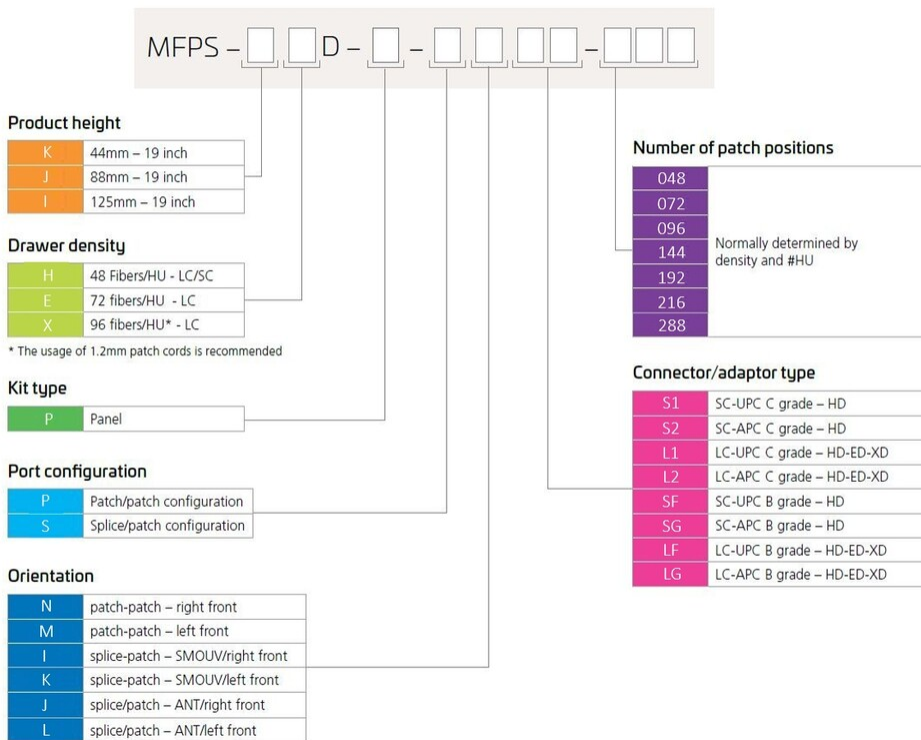 MFPS – D – – –
Product height
K 44mm – 19 inch
J 88mm – 19 inch
I 125mm – 19 inch
Drawer density
H 48 Fibers/HU - LC/SC
E 72 fibers/HU - LC
X 96 fibers/HU* - LC
* The usage of 1.2mm patch cords is recommended
Kit type
P Panel
Port configuration
P Patch/patch configuration
S Splice/patch configuration
Orientation
N patch-patch – right front
M patch-patch – left front
I splice-patch – SMOUV/right front
K splice-patch – SMOUV/left front
J splice/patch – ANT/right front
L splice/patch – ANT/left front
Number of patch positions
048
072
096
144
192
216
288
Normally determined by
density and #HU
Connector/adaptor type
S1 SC-UPC C grade – HD
S2 SC-APC C grade – HD
L1 LC-UPC C grade – HD-ED-XD
L2 LC-APC C grade – HD-ED-XD
SF SC-UPC B grade – HD
SG SC-APC B grade – HD
LF LC-UPC B grade – HD-ED-XD
LG LC-APC B grade – HD-ED-XD